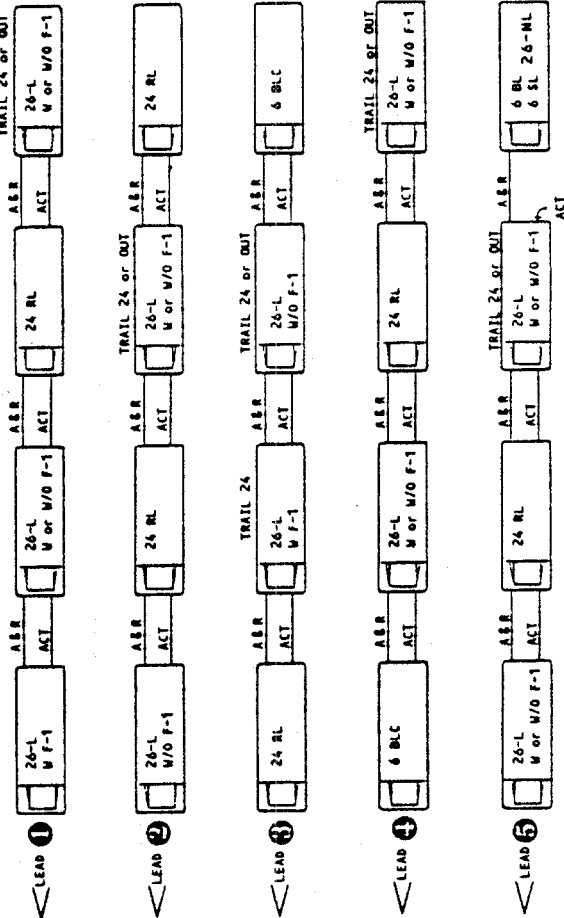 TRAIL 24 or OUT
A & R A & R A & R
LEAD 1 26-L ACT 26-L ACT 24 RL ACT 26-L
W F-1 W or W/O F-1 W or W/O F-1
TRAIL 24 or OUT
A & R A & R A & R
LEAD 2 26-L ACT 24 RL ACT 26-L ACT 24 RL
W/O F-1 W or W/O F-1
TRAIL 24 TRAIL 24 or OUT
A & R A & R A & R
LEAD 3 24 RL ACT 26-L ACT 26-L ACT 6 BLC
W F-1 W/O F-1
TRAIL 24 or OUT
A & R A & R A & R
LEAD 4 6 BLC ACT 26-L ACT 24 RL ACT 26-L
W or W/O F-1 W or W/O F-1
TRAIL 24 or OUT
A & R A & R A & R
LEAD 5 26-L ACT 24 RL ACT 26-L 6 BL
W or W/O F-1 W or W/O F-1 6 SL 26-NL
ACT